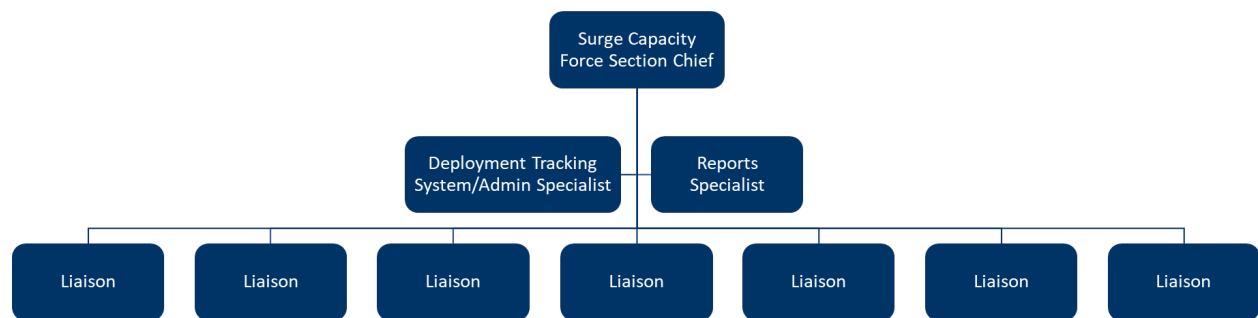 Surge Capacity
Force Section Chief
Deployment Tracking
System/Admin Specialist
Reports
Specialist
Liaison
Liaison
Liaison
Liaison
Liaison
Liaison
Liaison